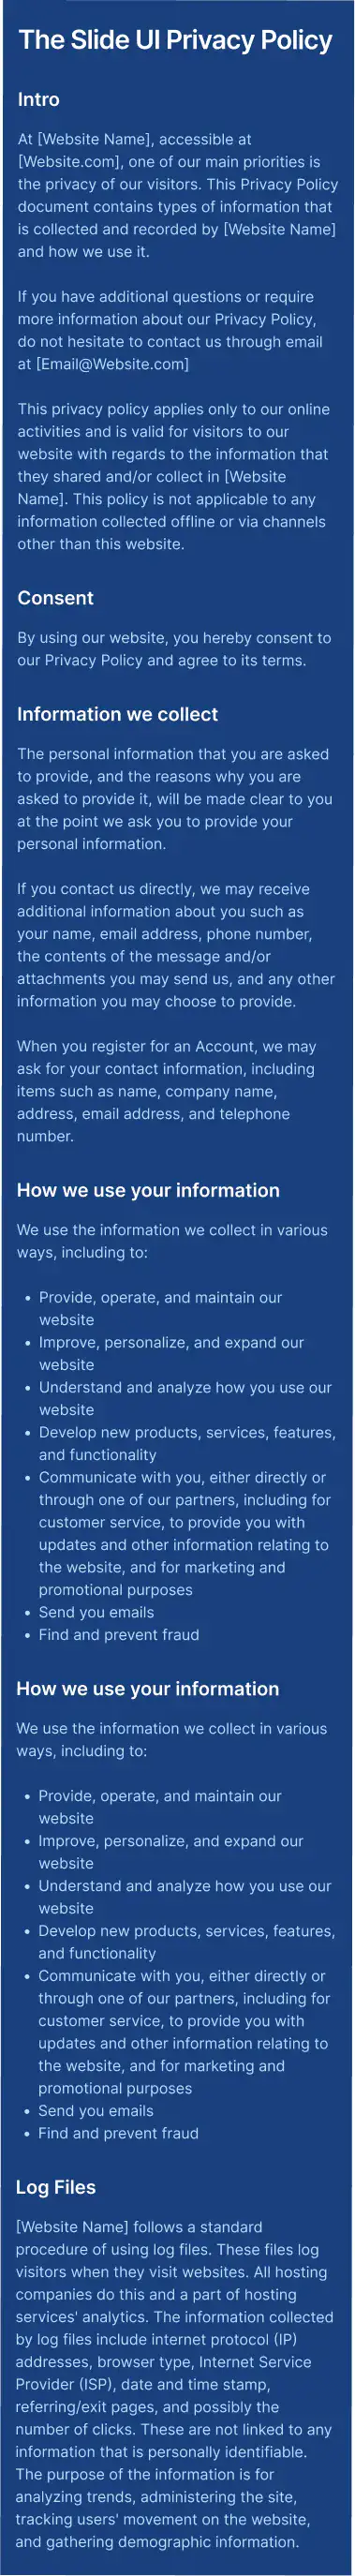 The Slide UI Privacy Policy
Intro
At [Website Name], accessible at
[Website.com], one of our main priorities is
the privacy of our visitors. This Privacy Policy
document contains types of information that
is collected and recorded by [Website Name]
and how we use it.
If you have additional questions or require
more information about our Privacy Policy,
do not hesitate to contact us through email
at [Email@Website.com]
This privacy policy applies only to our online
activities and is valid for visitors to our
website with regards to the information that
they shared and/or collect in [Website
Name]. This policy is not applicable to any
information collected offline or via channels
other than this website.
Consent
By using our website, you hereby consent to
our Privacy Policy and agree to its terms.
Information we collect
The personal information that you are asked
to provide, and the reasons why you are
asked to provide it, will be made clear to you
at the point we ask you to provide your
personal information.
If you contact us directly, we may receive
additional information about you such as
your name, email address, phone number,
the contents of the message and/or
attachments you may send us, and any other
information you may choose to provide.
When you register for an Account, we may
ask for your contact information, including
items such as name, company name,
address, email address, and telephone
number.
How we use your information
We use the information we collect in various
ways, including to:
• Provide, operate, and maintain our
website
• Improve, personalize, and expand our
website
• Understand and analyze how you use our
website
• Develop new products, services, features,
and functionality
• Communicate with you, either directly or
through one of our partners, including for
customer service, to provide you with
updates and other information relating to
the website, and for marketing and
promotional purposes
• Send you emails
• Find and prevent fraud
How we use your information
We use the information we collect in various
ways, including to:
• Provide, operate, and maintain our
website
• Improve, personalize, and expand our
website
• Understand and analyze how you use our
website
• Develop new products, services, features,
and functionality
• Communicate with you, either directly or
through one of our partners, including for
customer service, to provide you with
updates and other information relating to
the website, and for marketing and
promotional purposes
• Send you emails
• Find and prevent fraud
Log Files
[Website Name] follows a standard
procedure of using log files. These files log
visitors when they visit websites. All hosting
companies do this and a part of hosting
services' analytics. The information collected
by log files include internet protocol (IP)
addresses, browser type, Internet Service
Provider (ISP), date and time stamp,
referring/exit pages, and possibly the
number of clicks. These are not linked to any
information that is personally identifiable.
The purpose of the information is for
analyzing trends, administering the site,
tracking users' movement on the website,
and gathering demographic information.